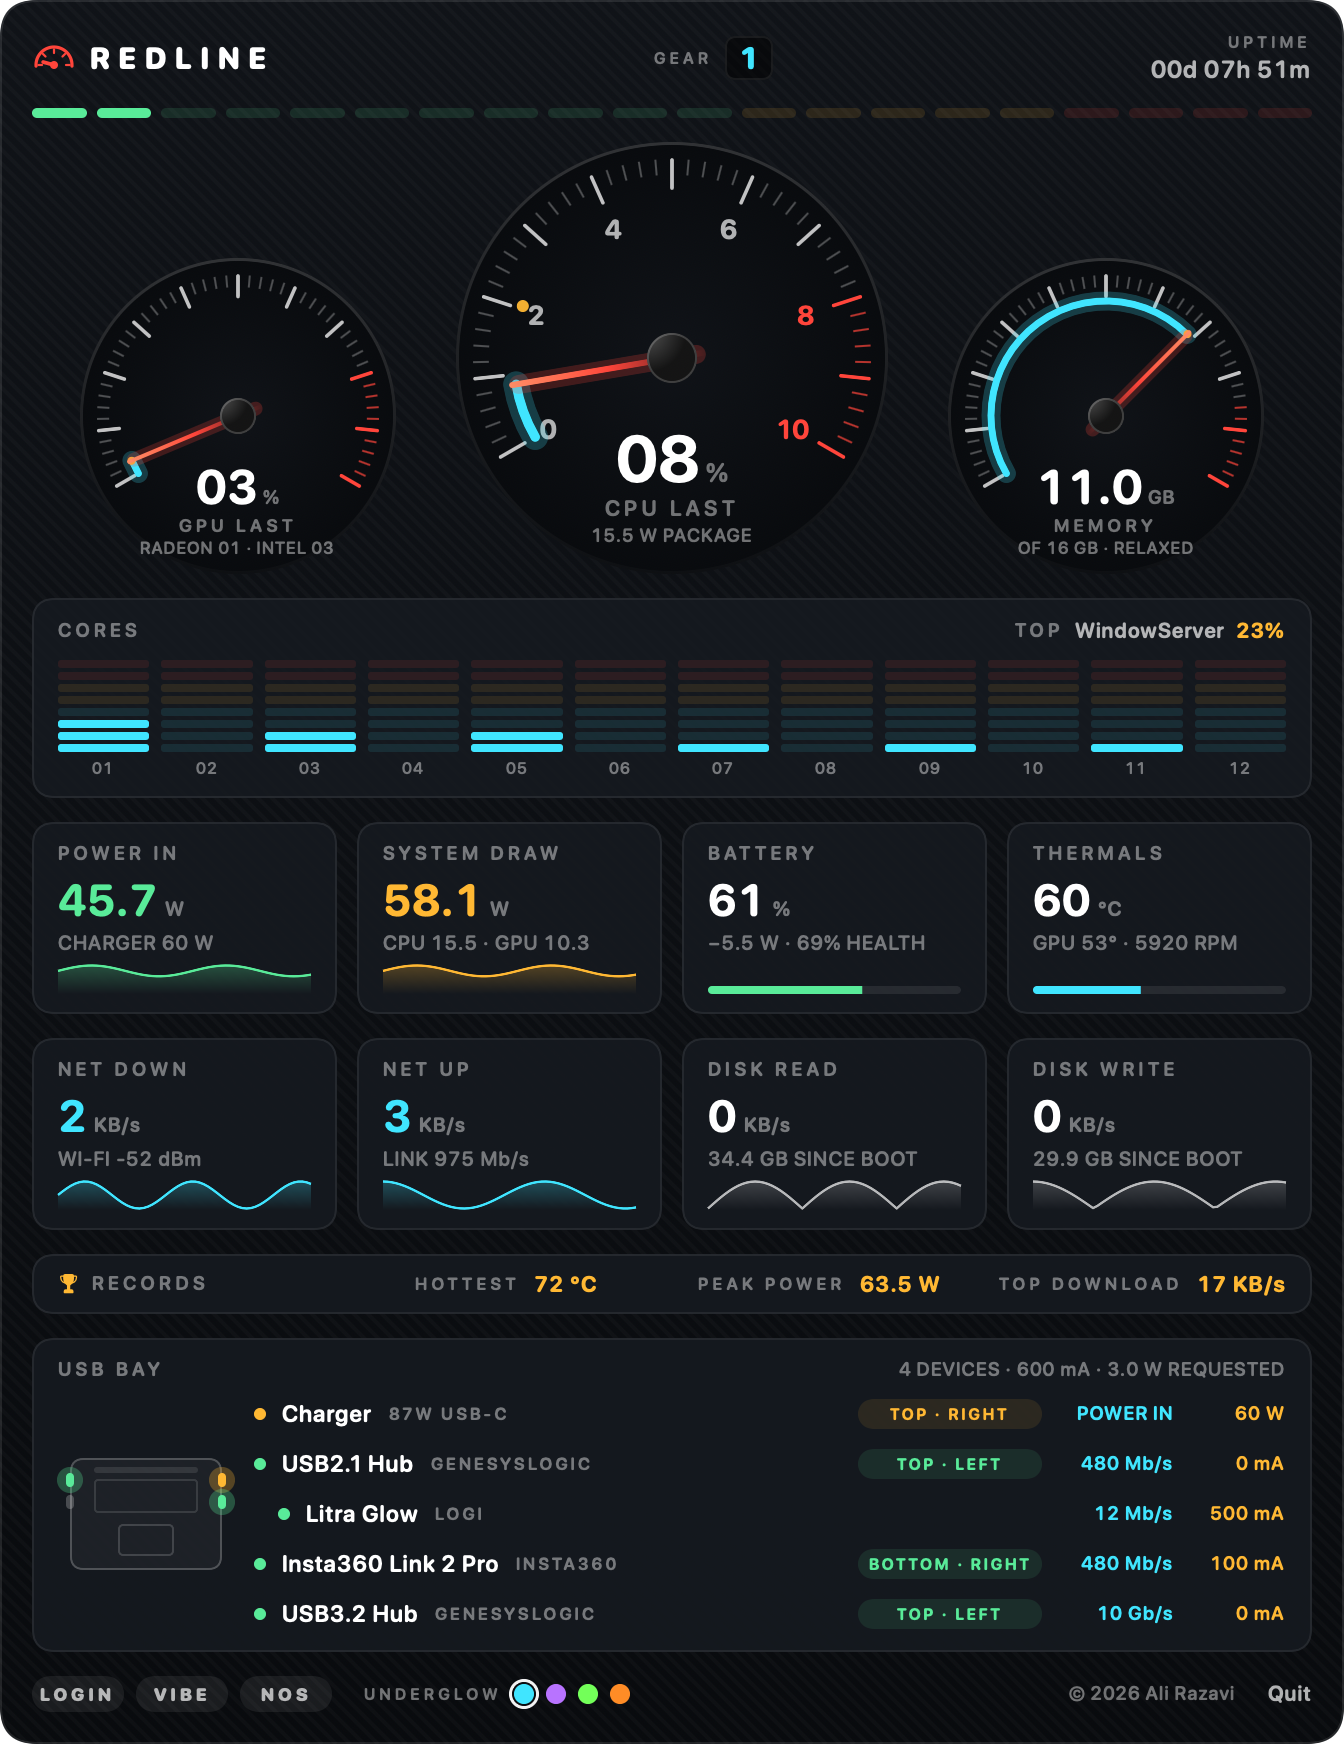 REDLINE
GEAR 1
UPTIME
00d 07h 51m
4 6
2 8
0 10
03 %
GPU LAST
RADEON 01 · INTEL 03
08 %
CPU LAST
15.5 W PACKAGE
11.0 GB
MEMORY
OF 16 GB · RELAXED
CORES
TOP WindowServer 23%
01 02 03 04 05 06 07 08 09 10 11 12
POWER IN
45.7 W
CHARGER 60 W
SYSTEM DRAW
58.1 W
CPU 15.5 · GPU 10.3
BATTERY
61 %
−5.5 W · 69% HEALTH
THERMALS
60 °C
GPU 53° · 5920 RPM
NET DOWN
2 KB/s
WI-FI -52 dBm
NET UP
3 KB/s
LINK 975 Mb/s
DISK READ
0 KB/s
34.4 GB SINCE BOOT
DISK WRITE
0 KB/s
29.9 GB SINCE BOOT
RECORDS HOTTEST 72 °C PEAK POWER 63.5 W TOP DOWNLOAD 17 KB/s
USB BAY 4 DEVICES · 600 mA · 3.0 W REQUESTED
Charger 87W USB-C TOP · RIGHT POWER IN 60 W
USB2.1 Hub GENESYSLOGIC TOP · LEFT 480 Mb/s 0 mA
Litra Glow LOGI 12 Mb/s 500 mA
Insta360 Link 2 Pro INSTA360 BOTTOM · RIGHT 480 Mb/s 100 mA
USB3.2 Hub GENESYSLOGIC TOP · LEFT 10 Gb/s 0 mA
LOGIN VIBE NOS UNDERGLOW © 2026 Ali Razavi Quit